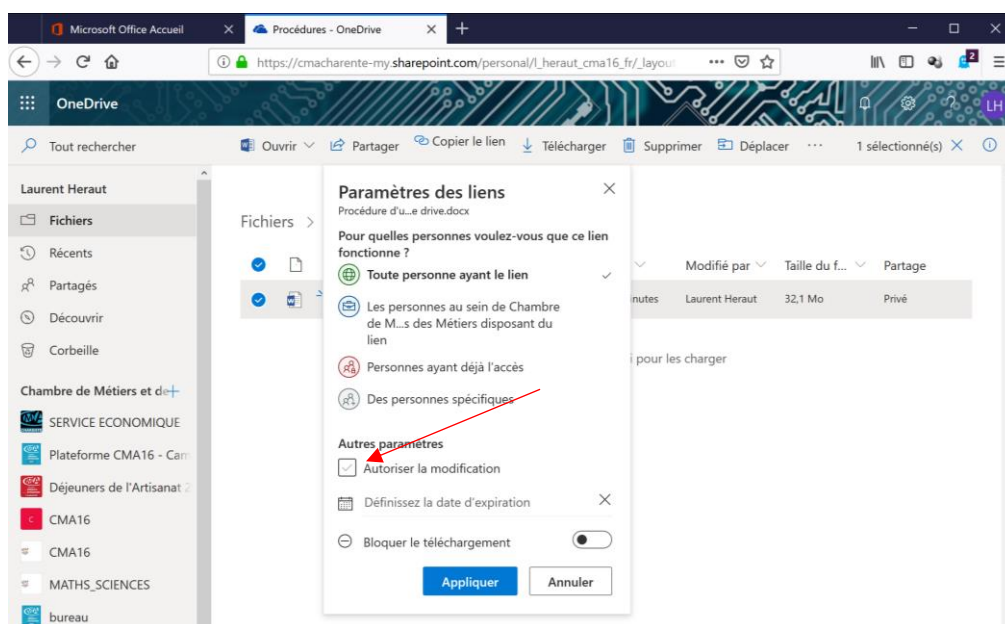 Microsoft Office Accueil
Procédures - OneDrive
https://cmacharente-my.sharepoint.com/personal/l_heraut_cma16_fr/_layou
2
OneDrive
LH
Tout rechercher
Ouvrir
Partager
Copier le lien
Télécharger
Supprimer
Déplacer
1 sélectionné(s)
Laurent Heraut
Fichiers
Récents
Partagés
Découvrir
Corbeille
Chambre de Métiers et de
SERVICE ECONOMIQUE
Plateforme CMA16 - Cam
Déjeuners de l'Artisanat 2
C
CMA16
CMA16
MATHS_SCIENCES
bureau
Fichiers >
Modifié par
Taille du f...
Partage
nutes
Laurent Heraut
32,1 Mo
Privé
i pour les charger
Paramètres des liens
Procédure d'u...e drive.docx
Pour quelles personnes voulez-vous que ce lien
fonctionne ?
Toute personne ayant le lien
Les personnes au sein de Chambre
de M...s des Métiers disposant du
lien
Personnes ayant déjà l'accès
Des personnes spécifiques
Autres paramètres
Autoriser la modification
Définissez la date d'expiration
Bloquer le téléchargement
Appliquer
Annuler